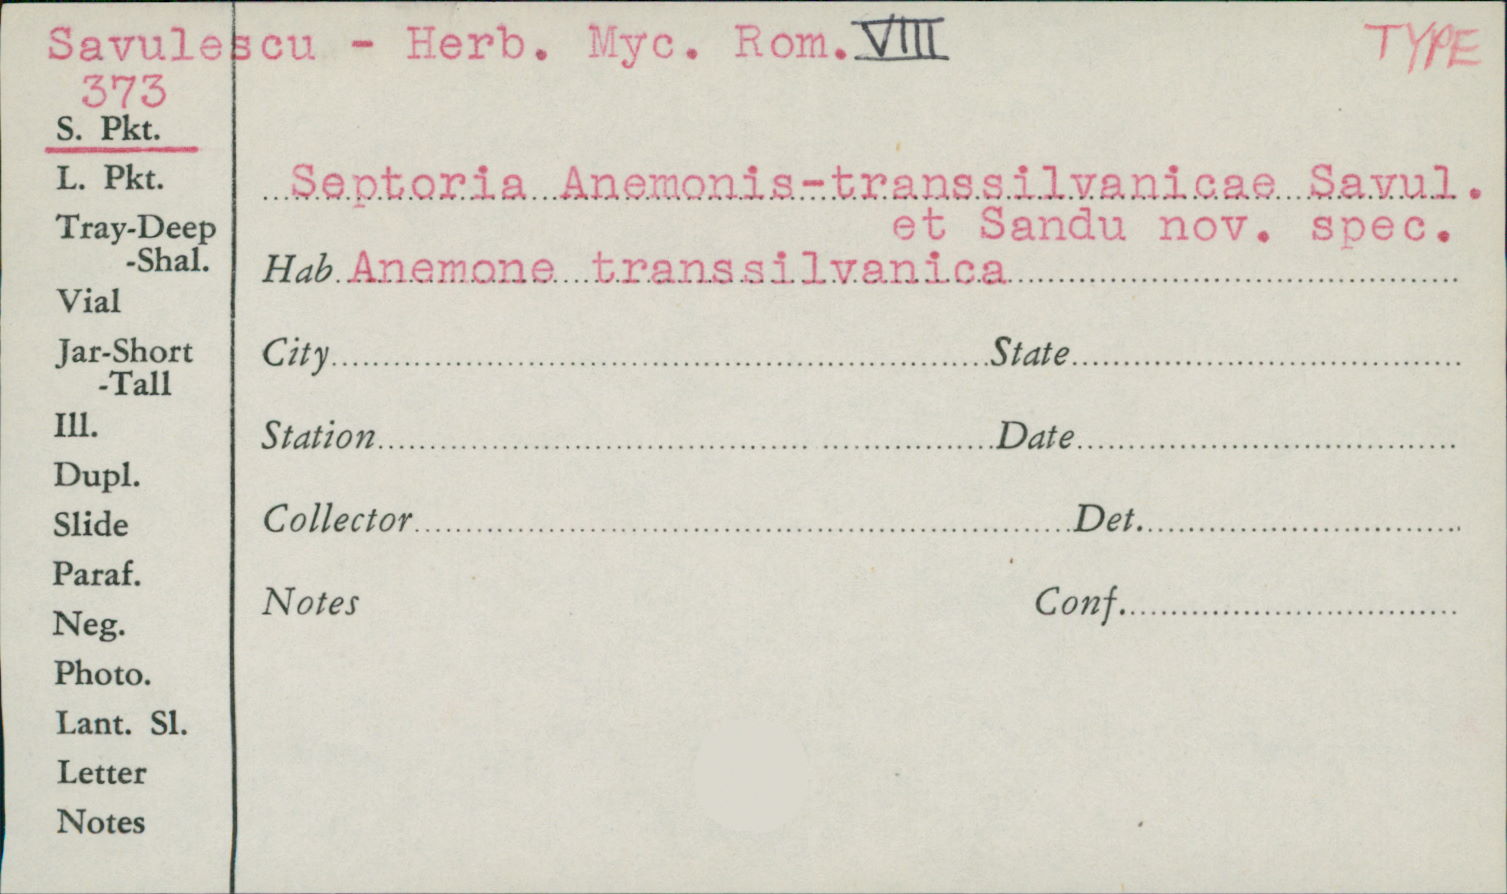 Savulescu - Herb. Myc. Rom. VIII TYPE
373
S. Pkt.
L. Pkt.
Tray-Deep
-Shal.
Vial
Jar-Short
-Tall
Ill.
Dupl.
Slide
Paraf.
Neg.
Photo.
Lant. Sl.
Letter
Notes
Septoria Anemonis-transsilvanicae Savul.
et Sandu nov. spec.
Hab. Anemone transsilvanica
City State
Station Date
Collector Det.
Notes Conf.